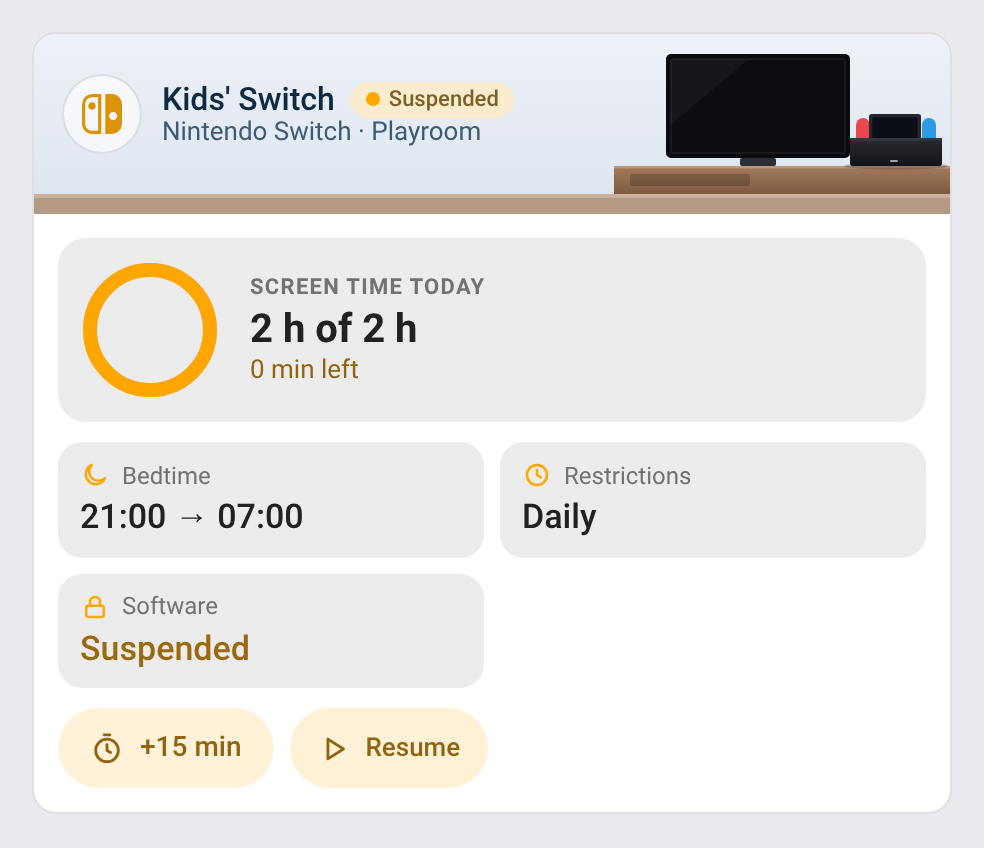 Kids' Switch
Suspended
Nintendo Switch · Playroom
SCREEN TIME TODAY
2 h of 2 h
0 min left
Bedtime
21:00 → 07:00
Restrictions
Daily
Software
Suspended
+15 min
Resume